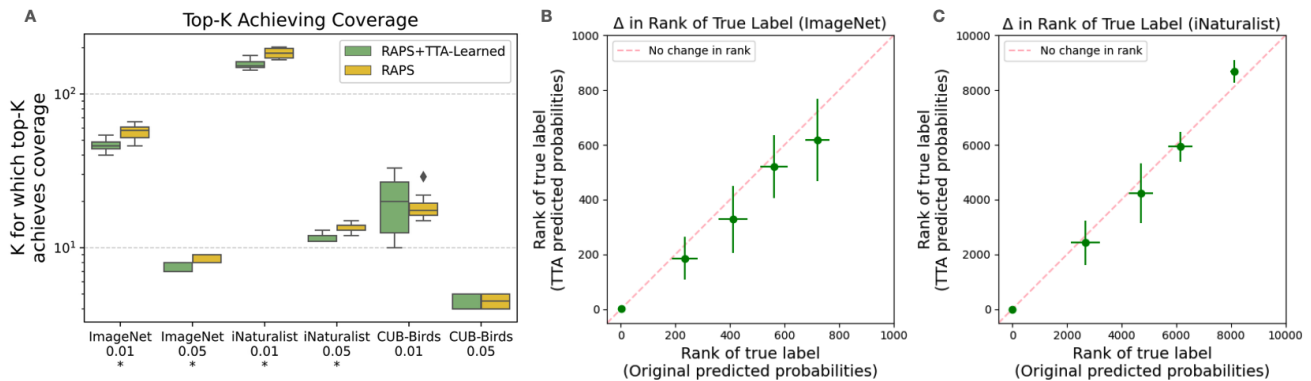 A
Top-K Achieving Coverage
K for which top-K
achieves coverage
10²
10¹
RAPS+TTA-Learned
RAPS
ImageNet
0.01
*
ImageNet
0.05
*
iNaturalist
0.01
*
iNaturalist
0.05
*
CUB-Birds
0.01
CUB-Birds
0.05
B
Δ in Rank of True Label (ImageNet)
Rank of true label
(TTA predicted probabilities)
1000
800
600
400
200
0
No change in rank
0 200 400 600 800 1000
Rank of true label
(Original predicted probabilities)
C
Δ in Rank of True Label (iNaturalist)
Rank of true label
(TTA predicted probabilities)
10000
8000
6000
4000
2000
0
No change in rank
0 2000 4000 6000 8000 10000
Rank of true label
(Original predicted probabilities)